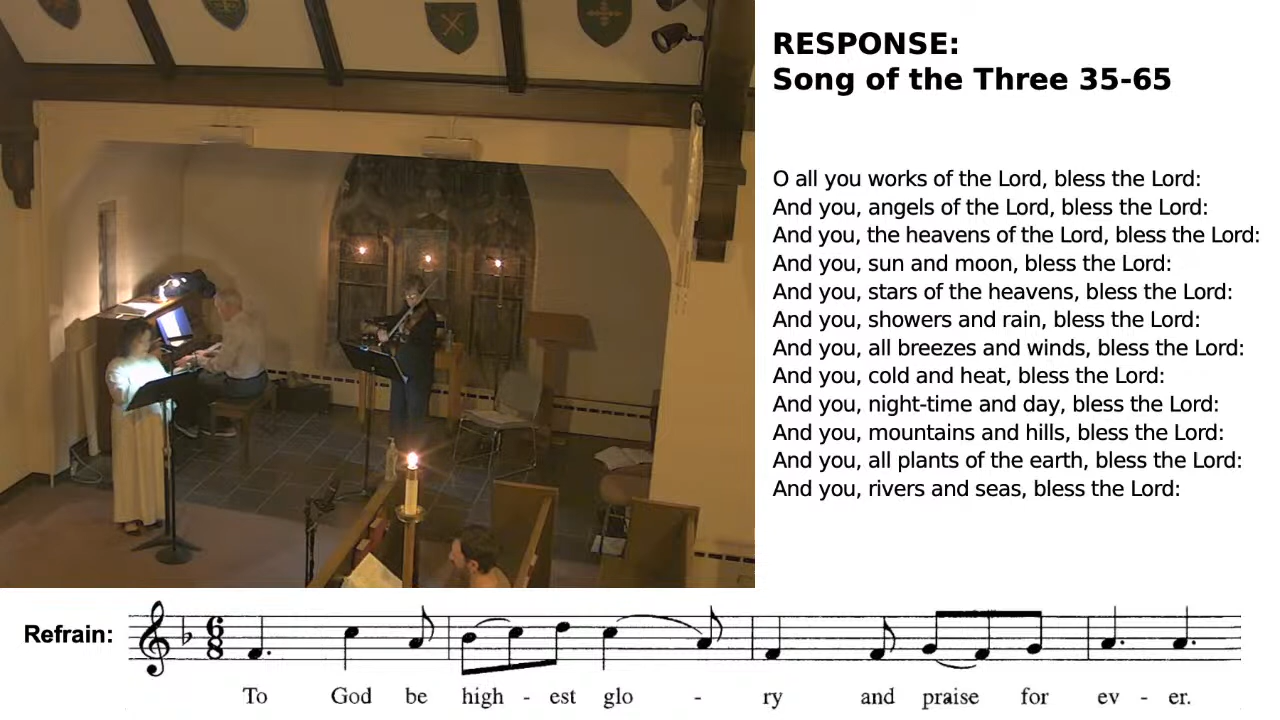 RESPONSE:
Song of the Three 35-65
O all you works of the Lord, bless the Lord:
And you, angels of the Lord, bless the Lord:
And you, the heavens of the Lord, bless the Lord:
And you, sun and moon, bless the Lord:
And you, stars of the heavens, bless the Lord:
And you, showers and rain, bless the Lord:
And you, all breezes and winds, bless the Lord:
And you, cold and heat, bless the Lord:
And you, night-time and day, bless the Lord:
And you, mountains and hills, bless the Lord:
And you, all plants of the earth, bless the Lord:
And you, rivers and seas, bless the Lord:
Refrain:
6
8
To God be high - est glo - ry and praise for ev - er.